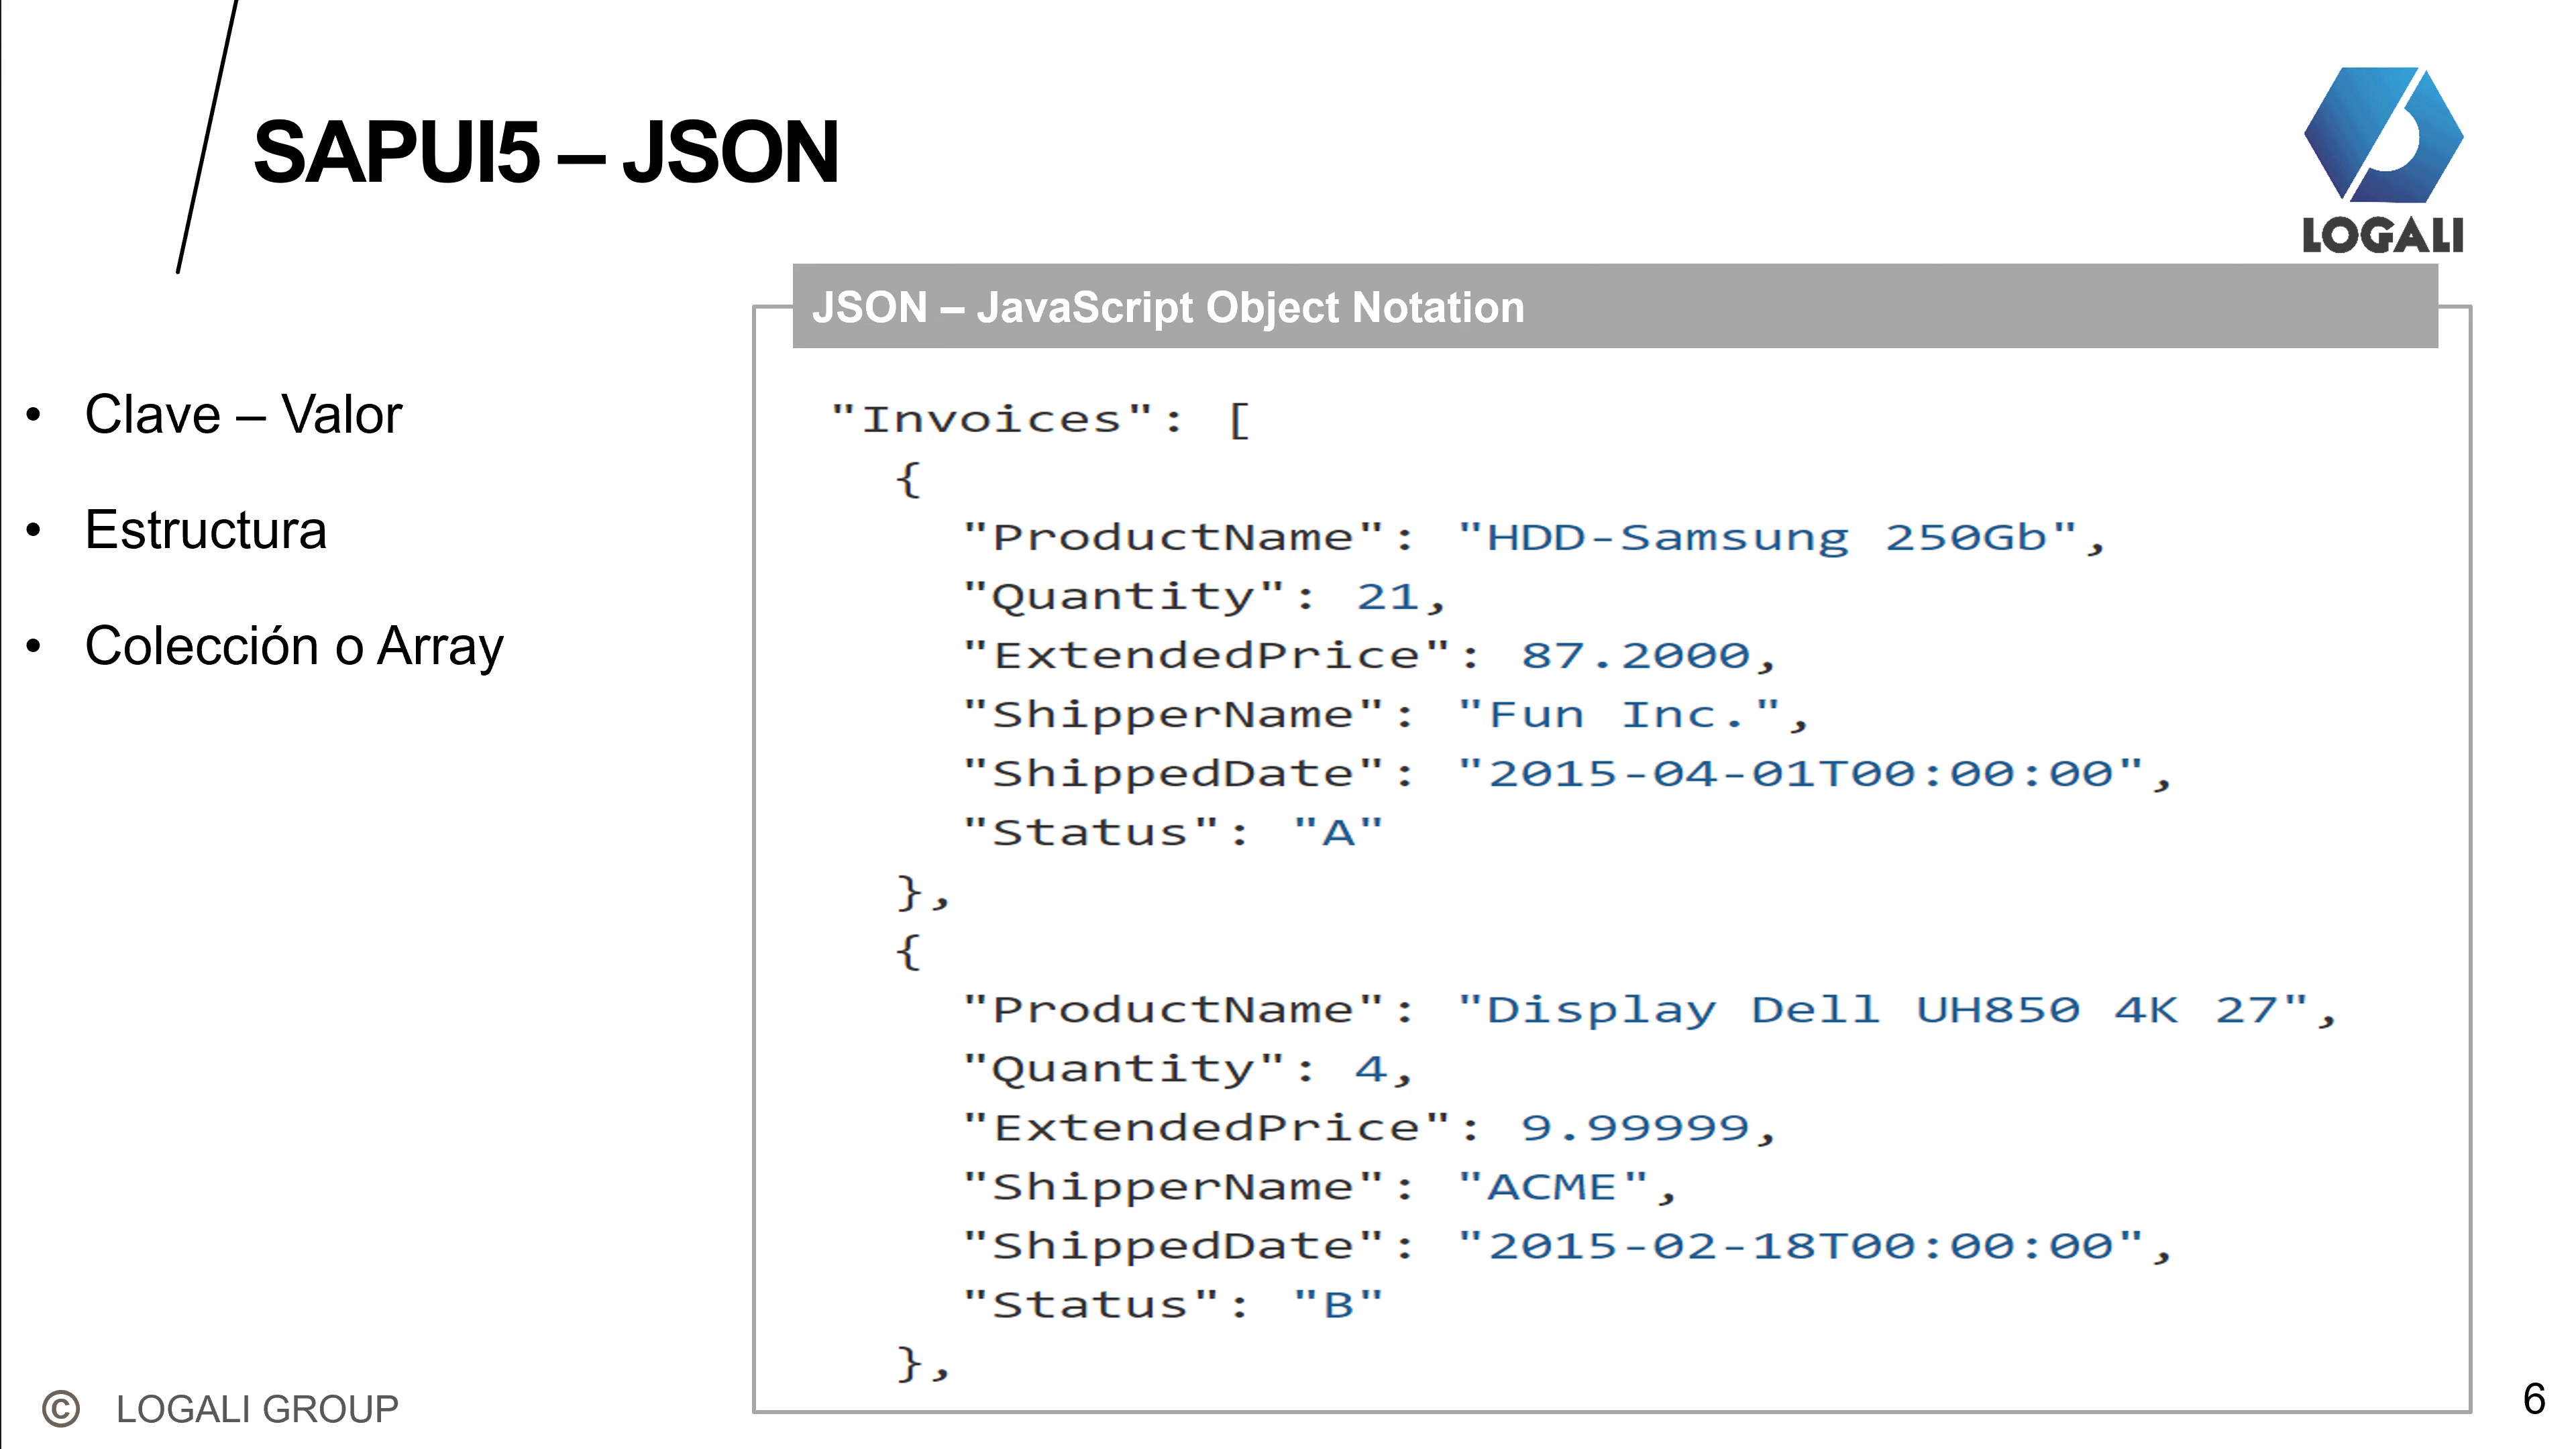 SAPUI5 – JSON
LOGALI
JSON – JavaScript Object Notation
• Clave – Valor
• Estructura
• Colección o Array
"Invoices": [
{
"ProductName": "HDD-Samsung 250Gb",
"Quantity": 21,
"ExtendedPrice": 87.2000,
"ShipperName": "Fun Inc.",
"ShippedDate": "2015-04-01T00:00:00",
"Status": "A"
},
{
"ProductName": "Display Dell UH850 4K 27",
"Quantity": 4,
"ExtendedPrice": 9.99999,
"ShipperName": "ACME",
"ShippedDate": "2015-02-18T00:00:00",
"Status": "B"
},
© LOGALI GROUP
6